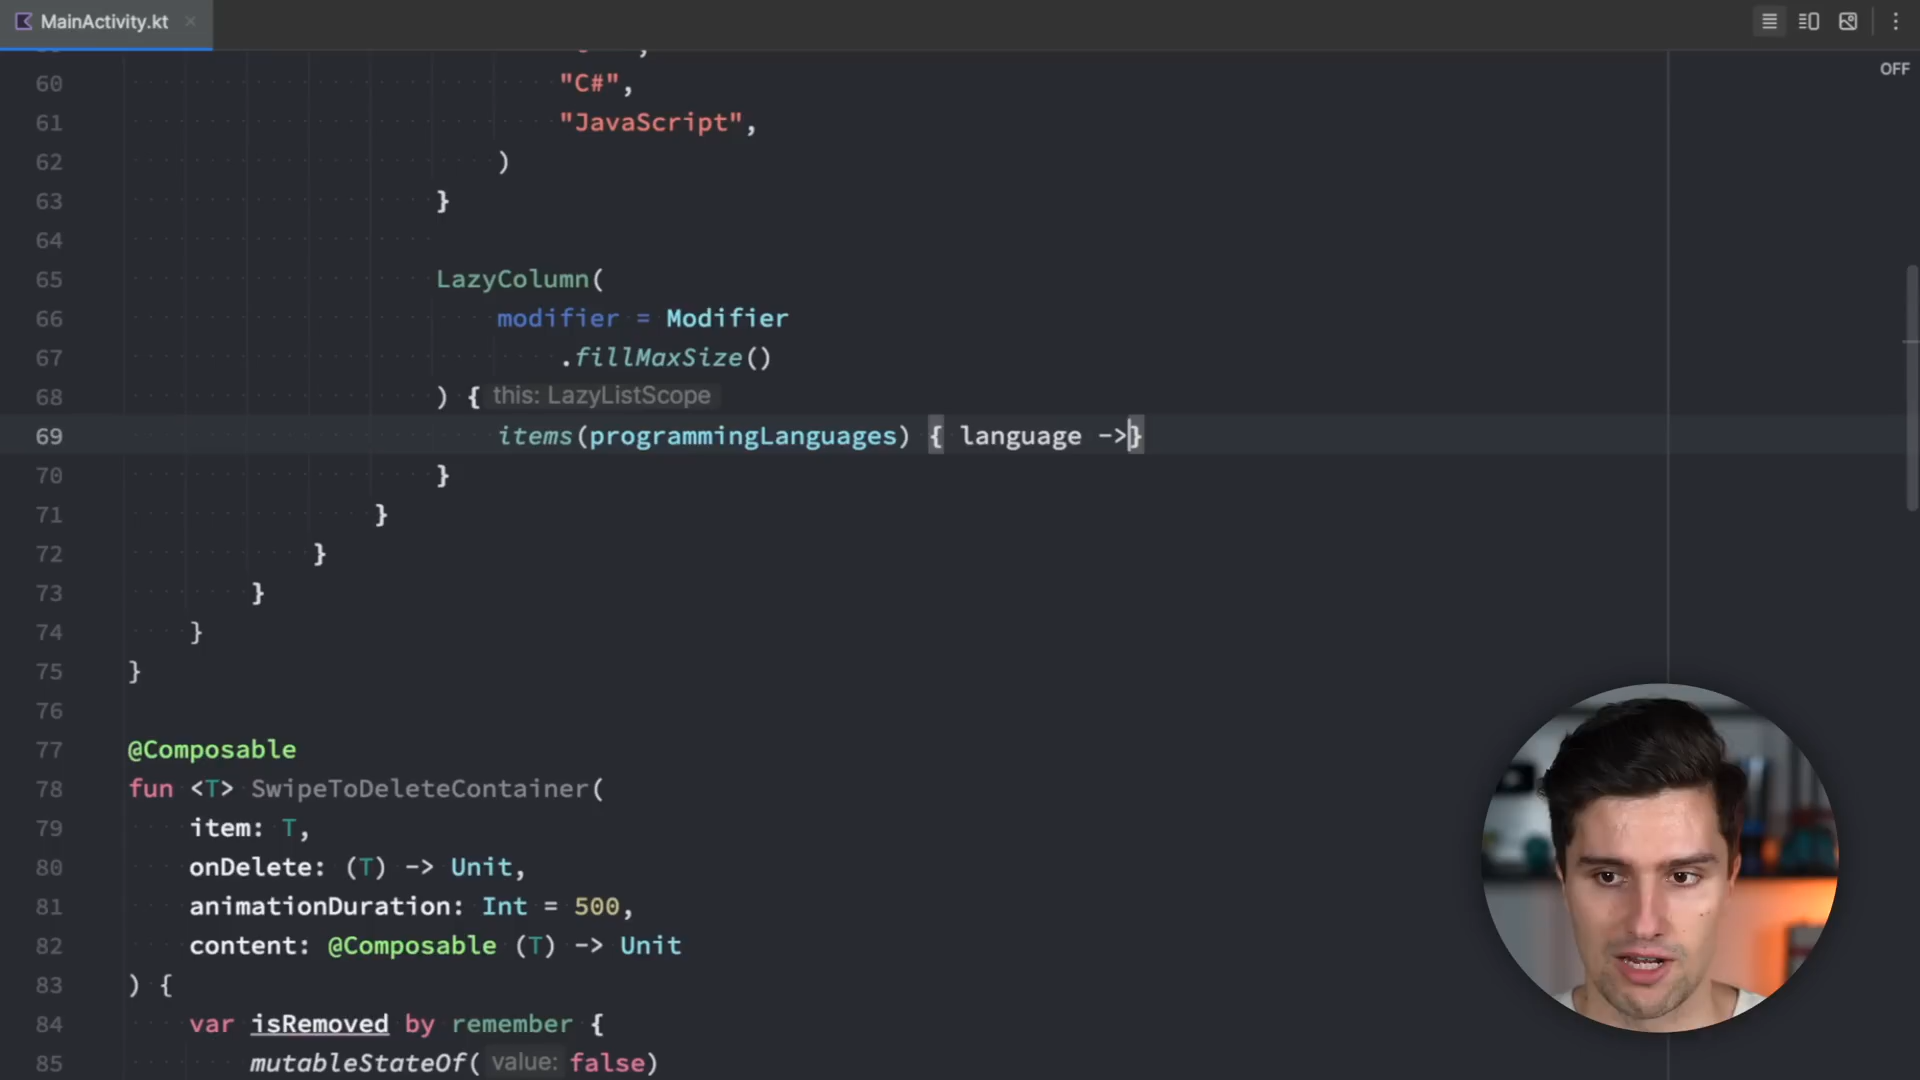 MainActivity.kt
OFF
60 "C#",
61 "JavaScript",
62 )
63 }
64
65 LazyColumn(
66 modifier = Modifier
67 .fillMaxSize()
68 ) { this: LazyListScope
69 items(programmingLanguages) { language ->}
70 }
71 }
72 }
73 }
74 }
75 }
76
77 @Composable
78 fun <T> SwipeToDeleteContainer(
79 item: T,
80 onDelete: (T) -> Unit,
81 animationDuration: Int = 500,
82 content: @Composable (T) -> Unit
83 ) {
84 var isRemoved by remember {
85 mutableStateOf( value: false)